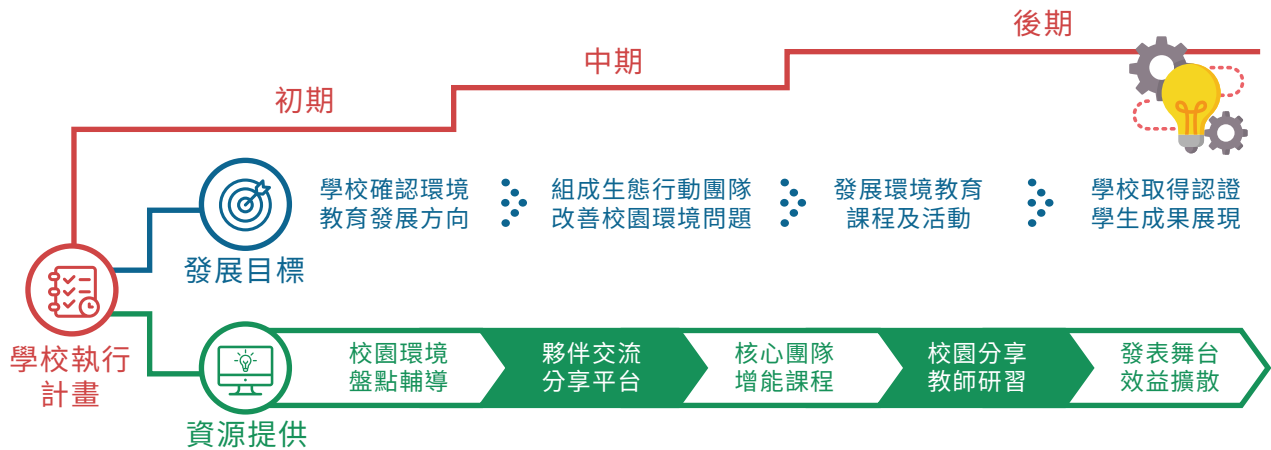 初期
中期
後期
學校執行
計畫
發展目標
學校確認環境
教育發展方向
組成生態行動團隊
改善校園環境問題
發展環境教育
課程及活動
學校取得認證
學生成果展現
資源提供
校園環境
盤點輔導
夥伴交流
分享平台
核心團隊
增能課程
校園分享
教師研習
發表舞台
效益擴散